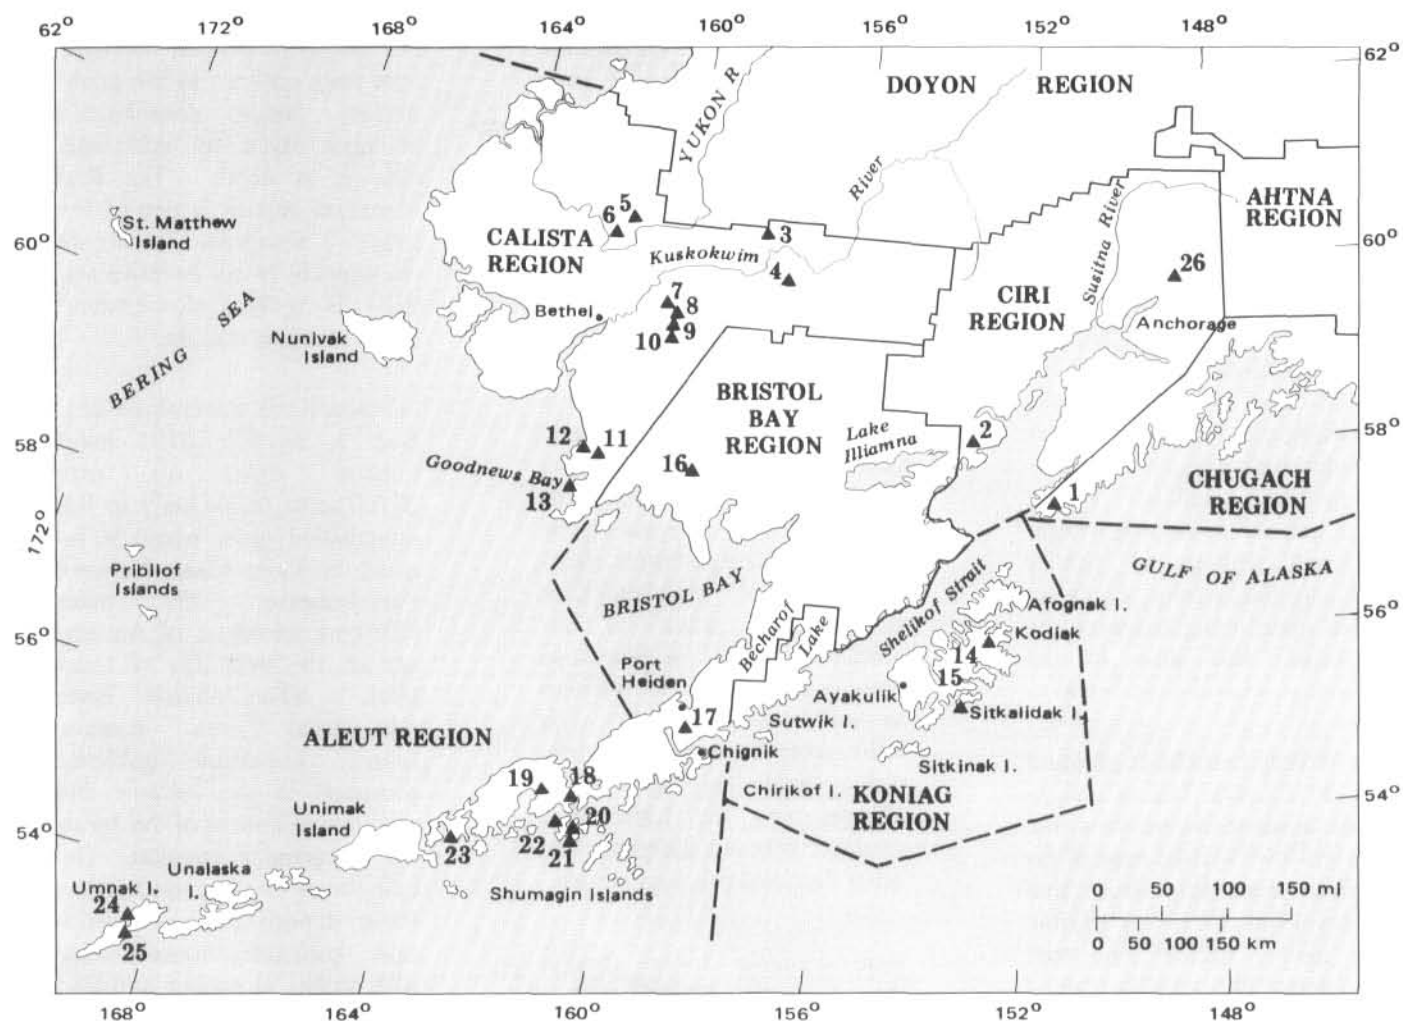 62° 172° 168° 164° 160° 156° 152° 148°
62°
DOYON REGION
YUKON R
River
Susitna River
AHTNA
REGION
St. Matthew
Island
60°
60°
5
6
CALISTA
REGION
3
Kuskokwim
4
26
CIRI
REGION
7
8
9
10
Bethel
Anchorage
BERING SEA
Nunivak
Island
BRISTOL
BAY
REGION
Lake
Illiamna
2
58°
58°
12
11
Goodnews Bay
13
16
1
CHUGACH
REGION
172°
Pribilof
Islands
BRISTOL BAY
GULF OF ALASKA
Shelikof Strait
Afognak I.
56°
56°
Becharof
Lake
Kodiak
14
15
Port
Heiden
Ayakulik
Sitkalidak I.
17
Sutwik I.
Chignik
ALEUT REGION
Sitkinak I.
19
18
Chirikof I.
KONIAG
REGION
54°
54°
Unimak
Island
20
22
21
23
Shumagin Islands
Unalaska
I.
Umnak I.
24
25
0 50 100 150 mi
0 50 100 150 km
168° 164° 160° 156° 152° 148°